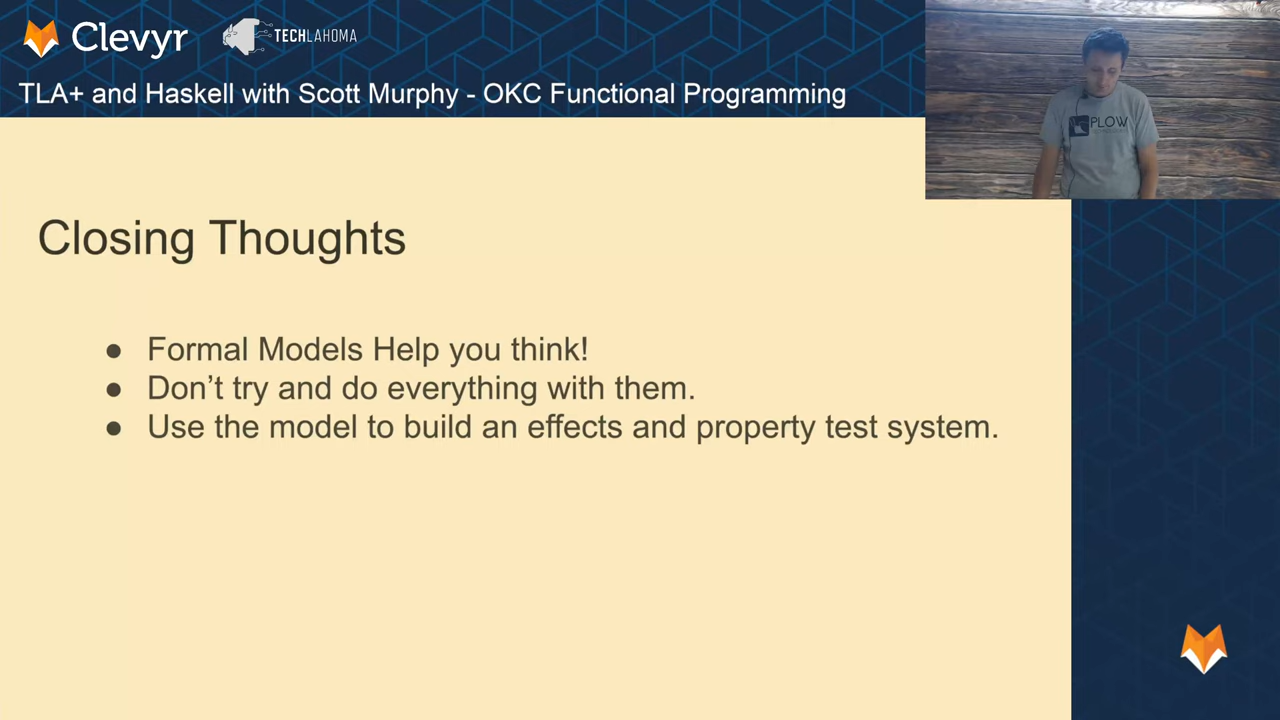 Clevyr
TECHLAHOMA
TLA+ and Haskell with Scott Murphy - OKC Functional Programming
PLOW
Closing Thoughts
● Formal Models Help you think!
● Don’t try and do everything with them.
● Use the model to build an effects and property test system.